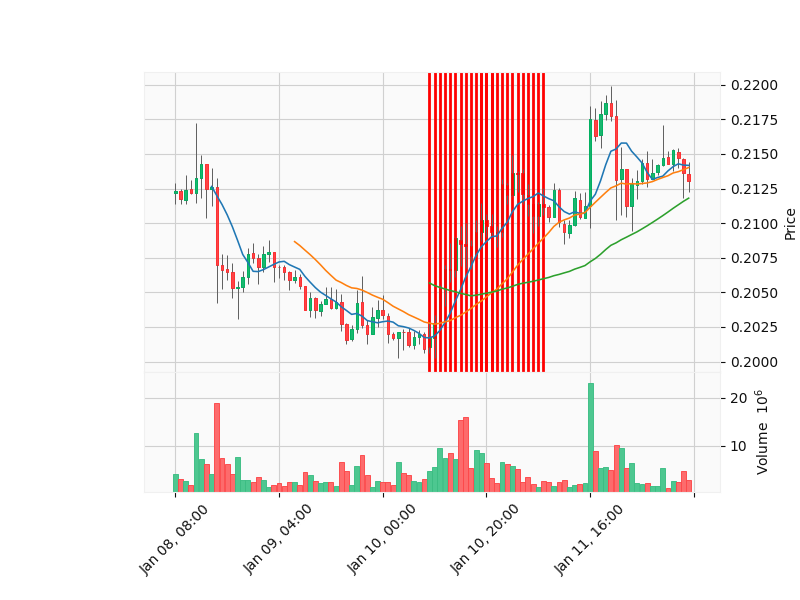 0.2200
0.2175
0.2150
0.2125
0.2100
0.2075
0.2050
0.2025
0.2000
Price
20
10
Volume 10^6
Jan 08, 08:00
Jan 09, 04:00
Jan 10, 00:00
Jan 10, 20:00
Jan 11, 16:00